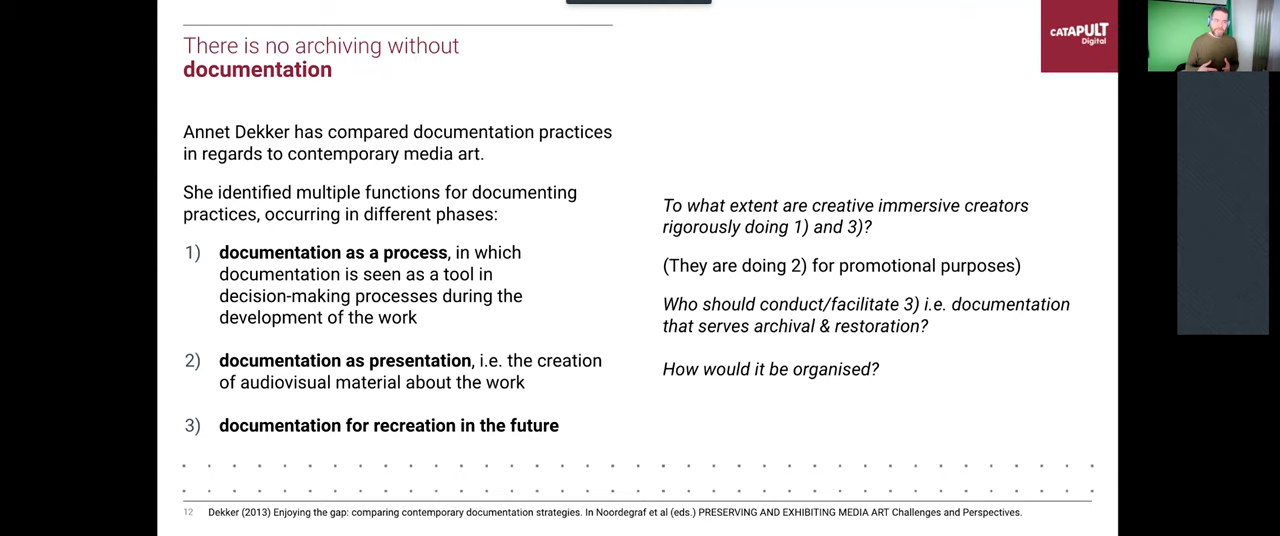 There is no archiving without
documentation
CATAPULT
Digital
Annet Dekker has compared documentation practices
in regards to contemporary media art.
She identified multiple functions for documenting
practices, occurring in different phases:
1) documentation as a process, in which
documentation is seen as a tool in
decision-making processes during the
development of the work
2) documentation as presentation, i.e. the creation
of audiovisual material about the work
3) documentation for recreation in the future
To what extent are creative immersive creators
rigorously doing 1) and 3)?
(They are doing 2) for promotional purposes)
Who should conduct/facilitate 3) i.e. documentation
that serves archival & restoration?
How would it be organised?
12 Dekker (2013) Enjoying the gap: comparing contemporary documentation strategies. In Noordegraf et al (eds.) PRESERVING AND EXHIBITING MEDIA ART Challenges and Perspectives.